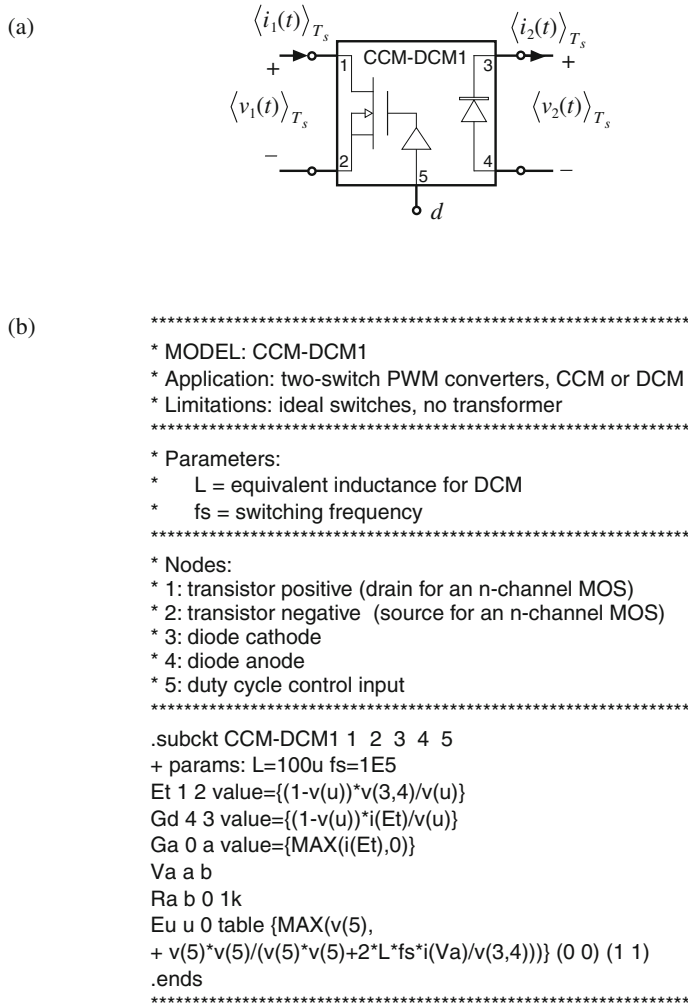 (a)
⟨i₁(t)⟩Tₛ
⟨i₂(t)⟩Tₛ
CCM-DCM1
+
1
3
+
⟨v₁(t)⟩Tₛ
⟨v₂(t)⟩Tₛ
−
2
4
−
5
d
(b)
******************************************************************
* MODEL: CCM-DCM1
* Application: two-switch PWM converters, CCM or DCM
* Limitations: ideal switches, no transformer
******************************************************************
* Parameters:
* L = equivalent inductance for DCM
* fs = switching frequency
******************************************************************
* Nodes:
* 1: transistor positive (drain for an n-channel MOS)
* 2: transistor negative (source for an n-channel MOS)
* 3: diode cathode
* 4: diode anode
* 5: duty cycle control input
******************************************************************
.subckt CCM-DCM1 1 2 3 4 5
+ params: L=100u fs=1E5
Et 1 2 value={(1-v(u))*v(3,4)/v(u)}
Gd 4 3 value={(1-v(u))*i(Et)/v(u)}
Ga 0 a value={MAX(i(Et),0)}
Va a b
Ra b 0 1k
Eu u 0 table {MAX(v(5),
+ v(5)*v(5)/(v(5)*v(5)+2*L*fs*i(Va)/v(3,4)))} (0 0) (1 1)
.ends
******************************************************************